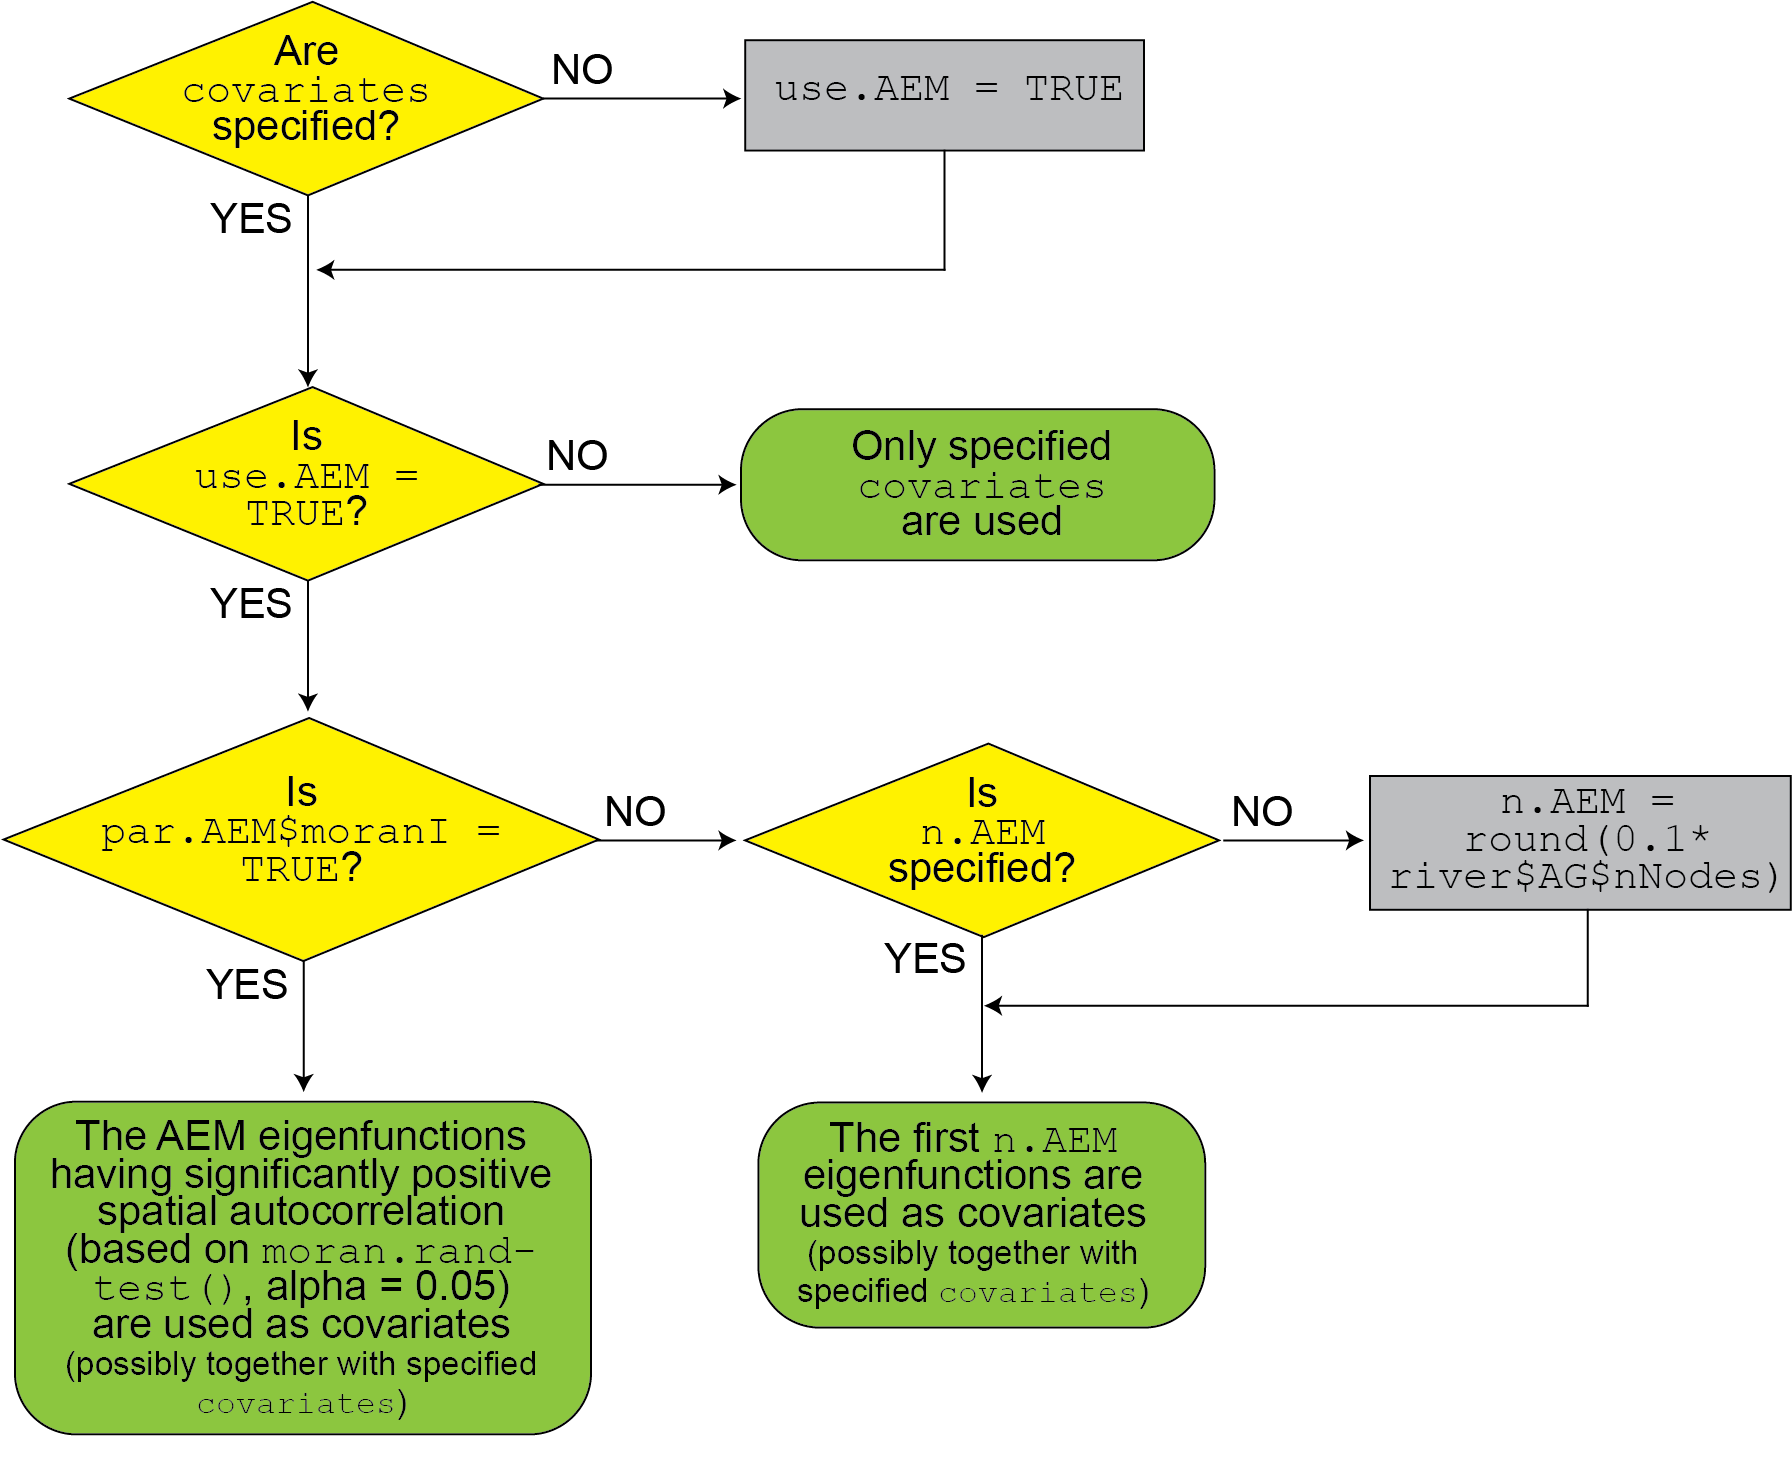 Are
covariates
specified?
NO
use.AEM = TRUE
YES
Is
use.AEM =
TRUE?
NO
Only specified
covariates
are used
YES
Is
par.AEM$moranI =
TRUE?
NO
Is
n.AEM
specified?
NO
n.AEM =
round(0.1*
river$AG$nNodes)
YES
YES
The AEM eigenfunctions
having significantly positive
spatial autocorrelation
(based on moran.rand-
test(), alpha = 0.05)
are used as covariates
(possibly together with specified
covariates)
The first n.AEM
eigenfunctions are
used as covariates
(possibly together with
specified covariates)